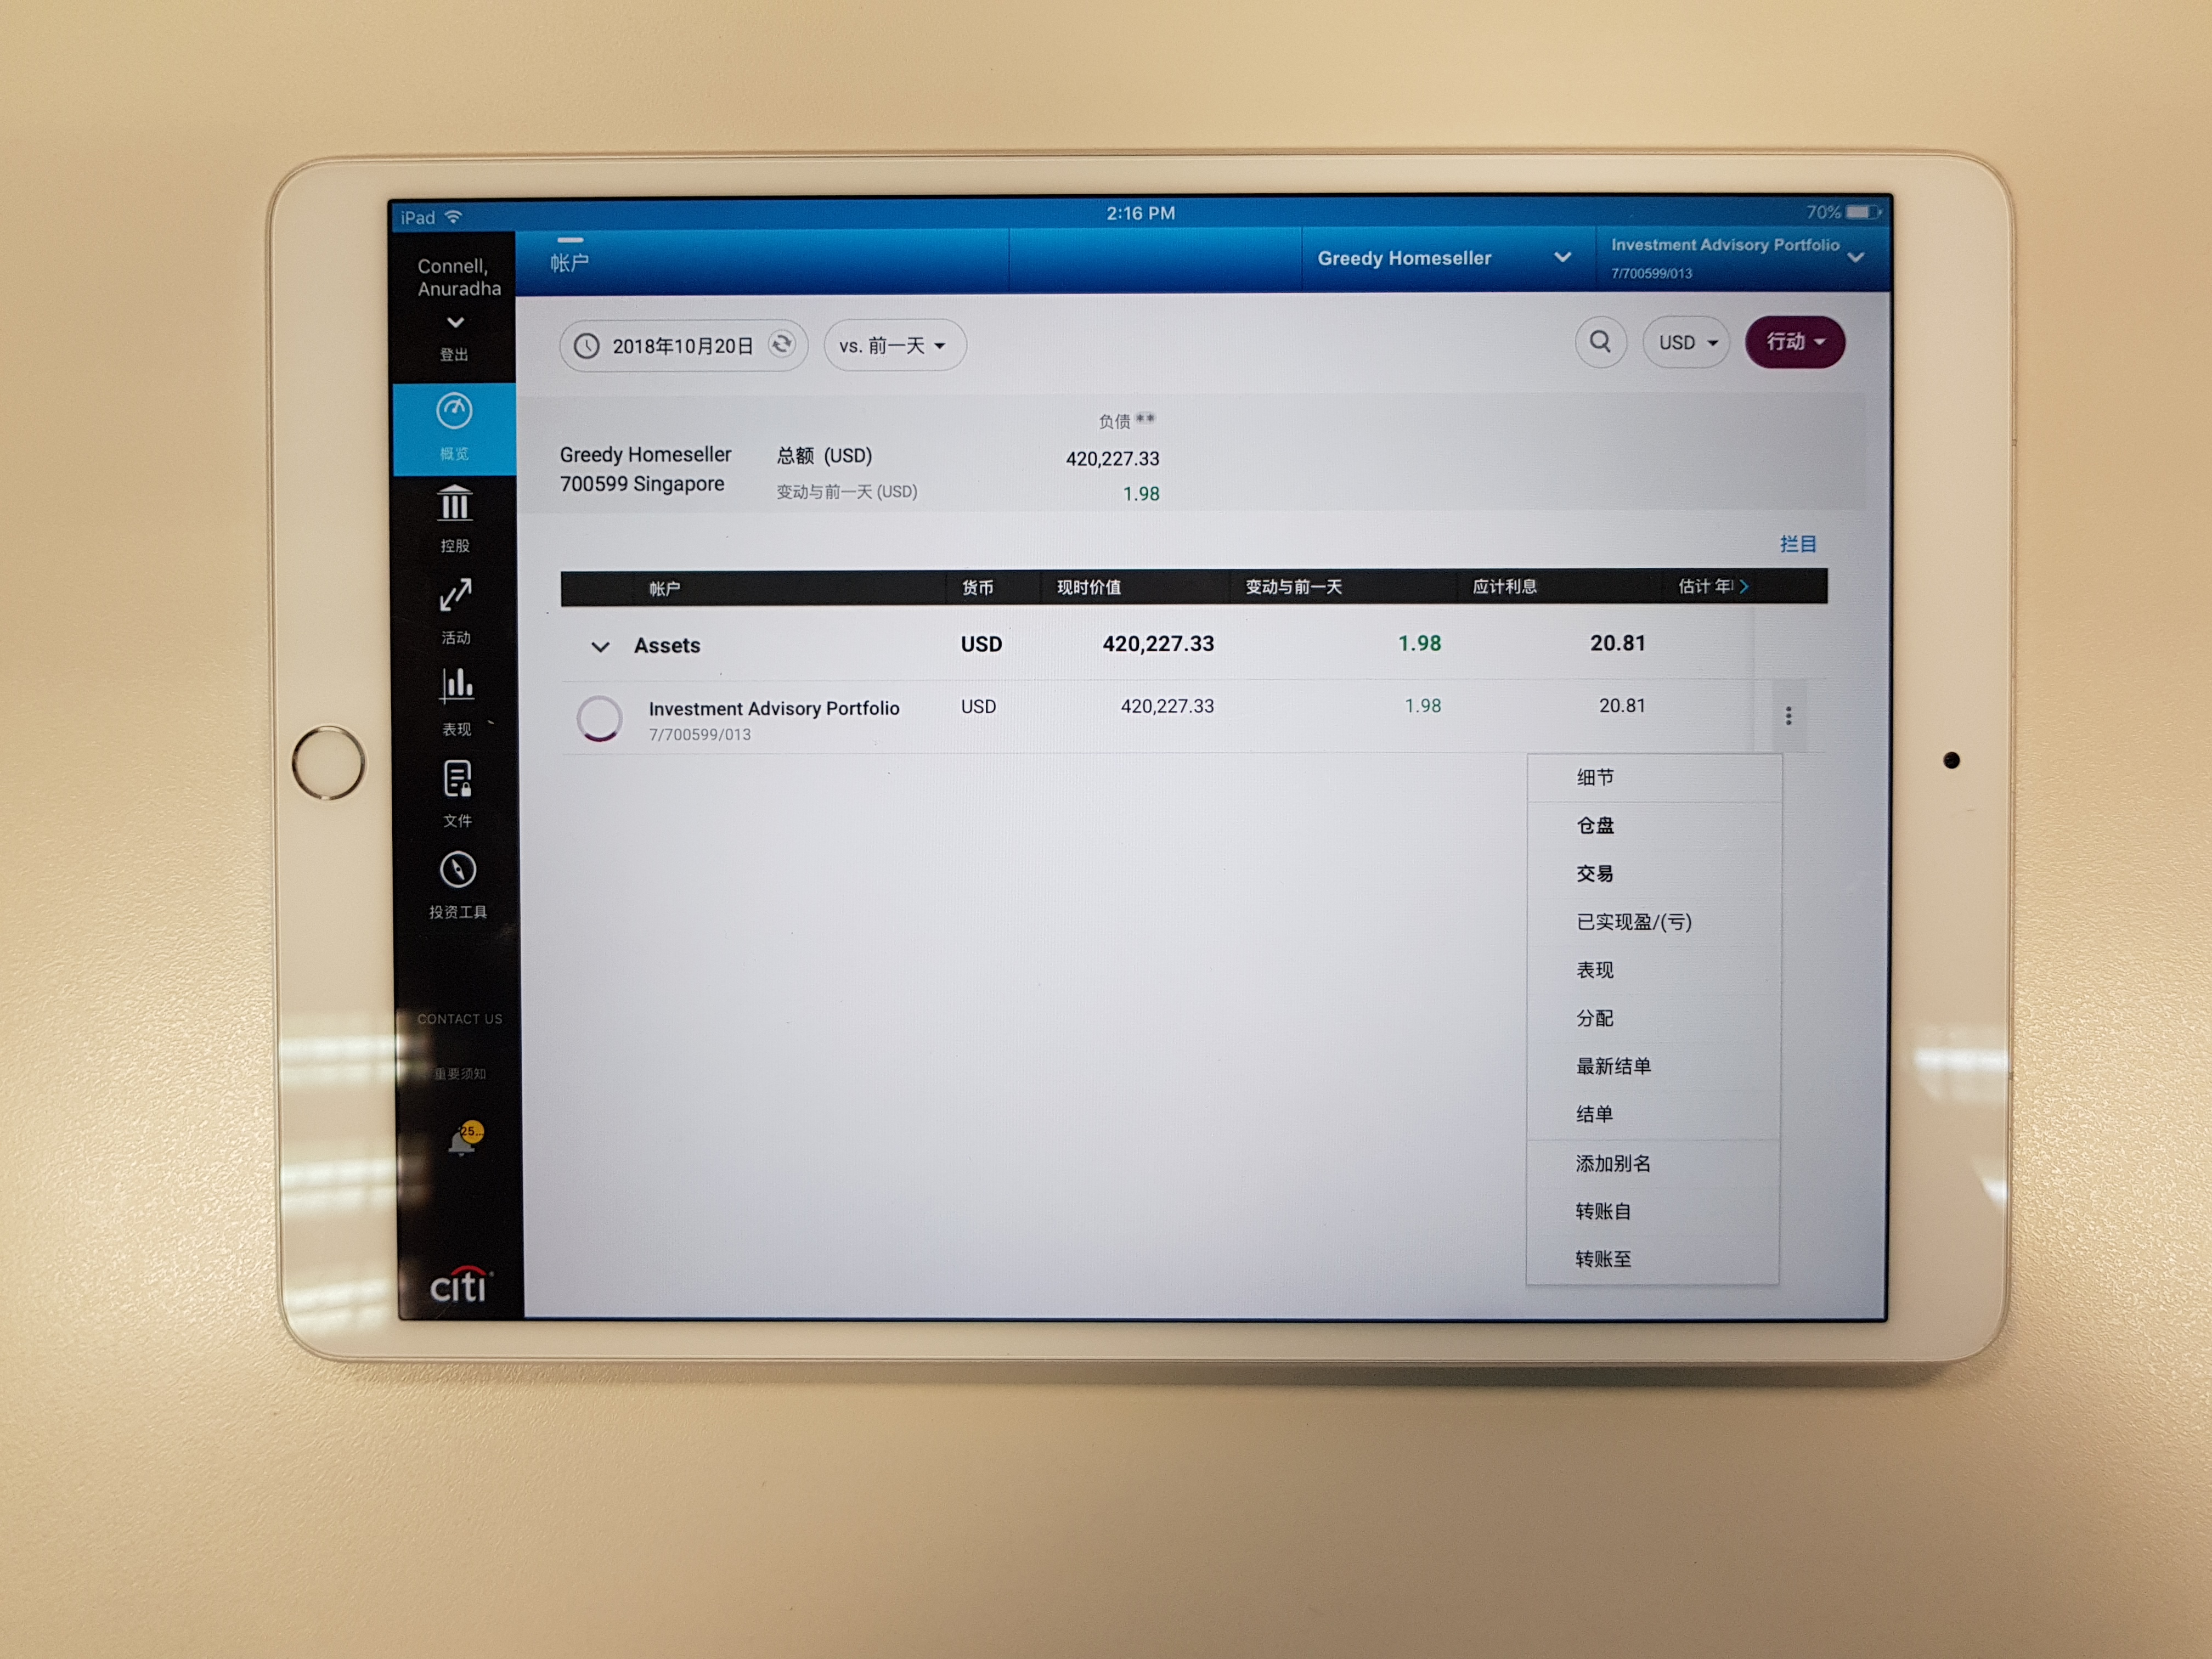 iPad
2:16 PM
70%
Connell,
Anuradha
登出
概览
控股
活动
表现
文件
投资工具
CONTACT US
重要须知
25...
citi
帐户
Greedy Homeseller
Investment Advisory Portfolio
7/700599/013
2018年10月20日
vs. 前一天
USD
行动
负债 **
Greedy Homeseller
总额 (USD)
420,227.33
700599 Singapore
变动与前一天 (USD)
1.98
拦目
帐户
货币
现时价值
变动与前一天
应计利息
估计年
Assets
USD
420,227.33
1.98
20.81
Investment Advisory Portfolio
USD
420,227.33
1.98
20.81
7/700599/013
细节
仓盘
交易
已实现盈/(亏)
表现
分配
最新结单
结单
添加别名
转账自
转账至